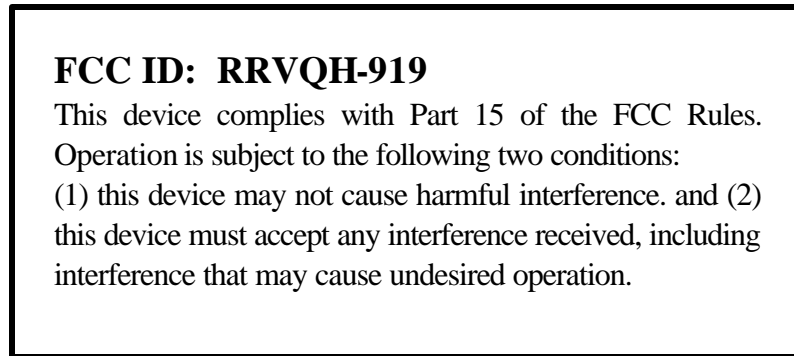 FCC ID:  RRVQH-919
This device complies with Part 15 of the FCC Rules.
Operation is subject to the following two conditions:
(1) this device may not cause harmful interference. and (2)
this device must accept any interference received, including
interference that may cause undesired operation.